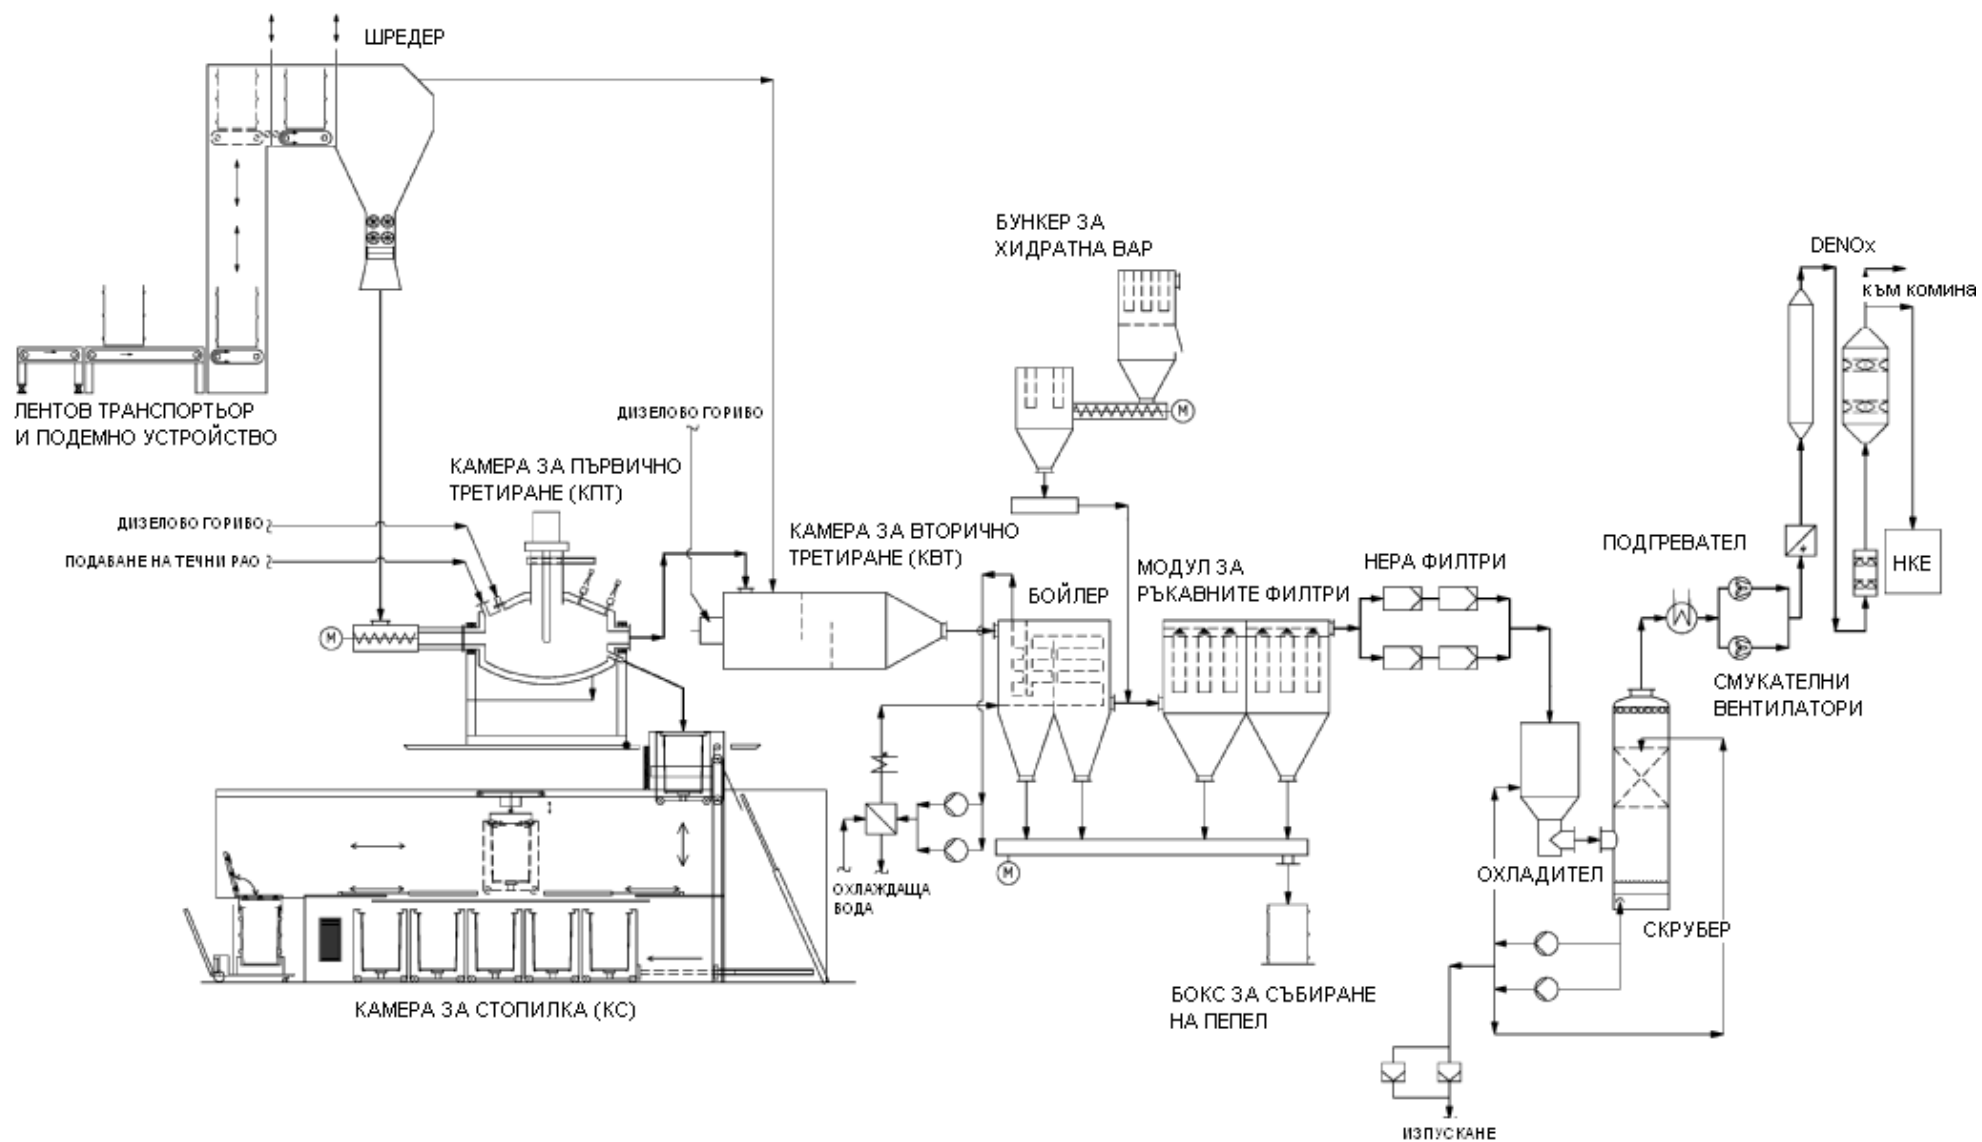 ШРЕДЕР
ЛЕНТОВ ТРАНСПОРТЬОР
И ПОДЕМНО УСТРОЙСТВО
ДИЗЕЛОВО ГОРИВО
ПОДАВАНЕ НА ТЕЧНИ РАО
КАМЕРА ЗА ПЪРВИЧНО
ТРЕТИРАНЕ (КПТ)
M
ДИЗЕЛОВО ГОРИВО
КАМЕРА ЗА ВТОРИЧНО
ТРЕТИРАНЕ (КВТ)
БУНКЕР ЗА
ХИДРАТНА ВАР
M
БОЙЛЕР
МОДУЛ ЗА
РЪКАВНИТЕ ФИЛТРИ
НЕРА ФИЛТРИ
ПОДГРЕВАТЕЛ
DENOx
към комина
НКЕ
СМУКАТЕЛНИ
ВЕНТИЛАТОРИ
ОХЛАДИТЕЛ
СКРУБЕР
ОХЛАЖДАЩА
ВОДА
M
КАМЕРА ЗА СТОПИЛКА (КС)
БОКС ЗА СЪБИРАНЕ
НА ПЕПЕЛ
ИЗПУСКАНЕ